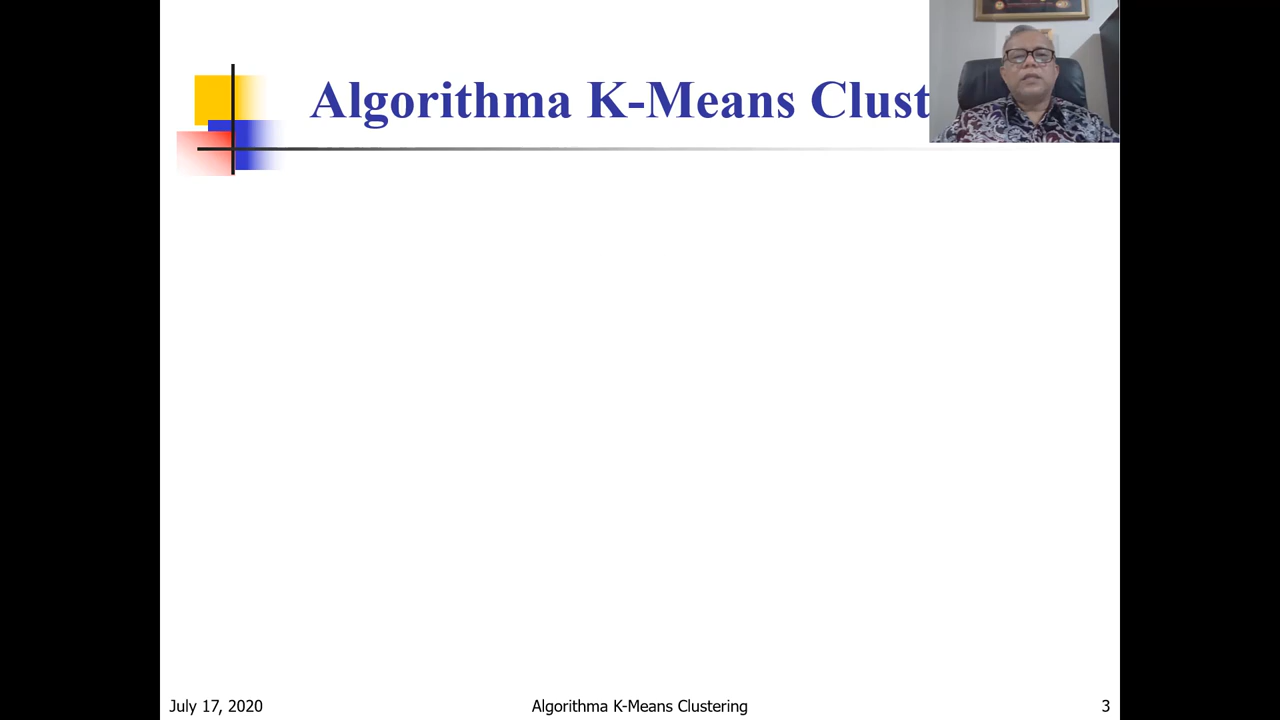 Algorithma K-Means Clust
July 17, 2020
Algorithma K-Means Clustering
3